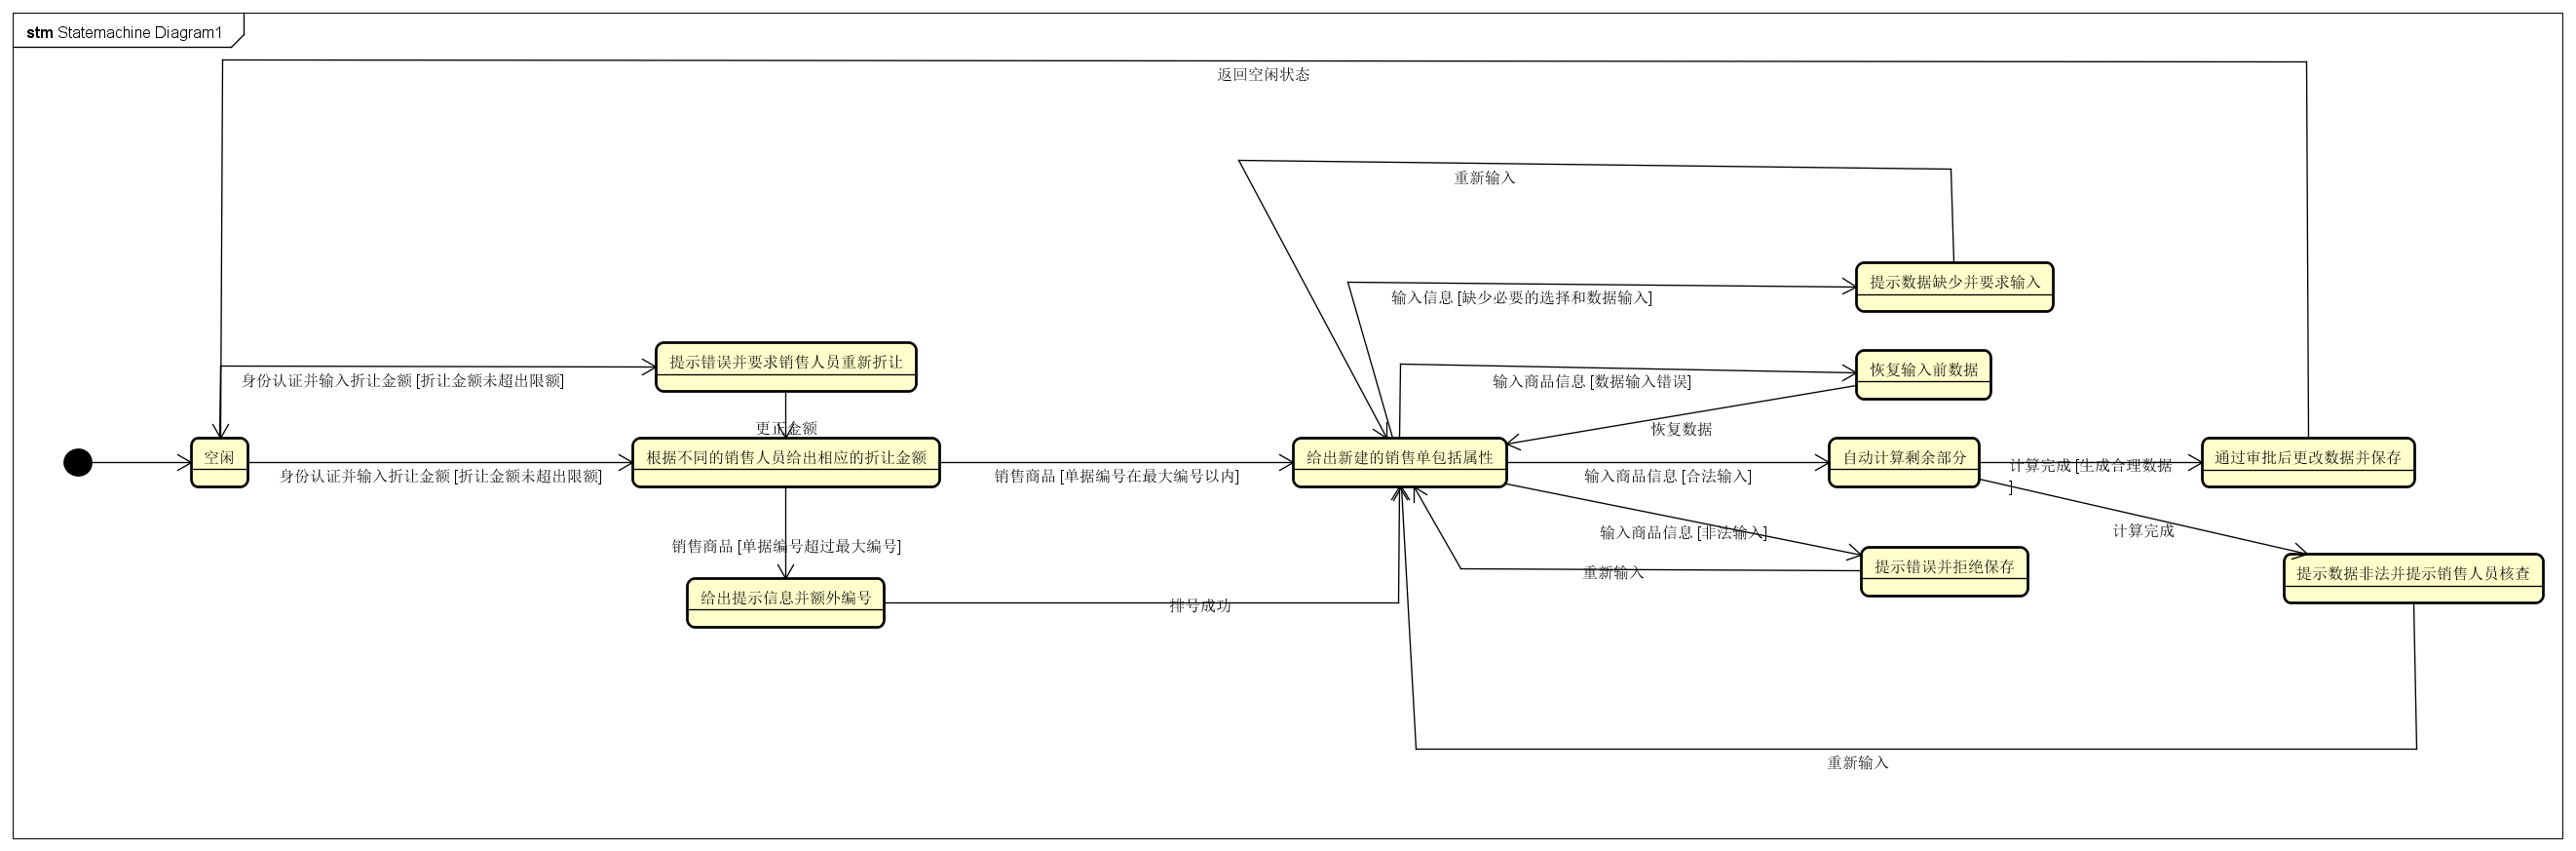 stm Statemachine Diagram1
返回空闲状态
重新输入
提示数据缺少并要求输入
输入信息 [缺少必要的选择和数据输入]
提示错误并要求销售人员重新折让
身份认证并输入折让金额 [折让金额未超出限额]
恢复输入前数据
输入商品信息 [数据输入错误]
更正金额
恢复数据
空闲
身份认证并输入折让金额 [折让金额未超出限额]
根据不同的销售人员给出相应的折让金额
销售商品 [单据编号在最大编号以内]
给出新建的销售单包括属性
输入商品信息 [合法输入]
自动计算剩余部分
计算完成 [生成合理数据
]
通过审批后更改数据并保存
输入商品信息 [非法输入]
计算完成
销售商品 [单据编号超过最大编号]
提示错误并拒绝保存
重新输入
提示数据非法并提示销售人员核查
给出提示信息并额外编号
排号成功
重新输入